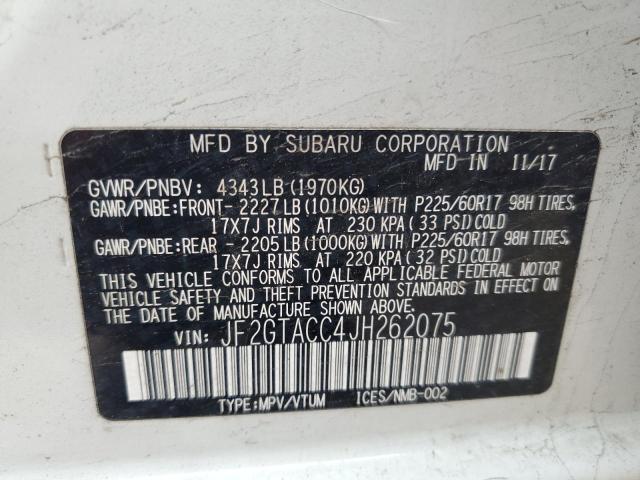 MFD BY SUBARU CORPORATION
MFD IN 11/17
GVWR/PNBV: 4343LB (1970KG)
GAWR/PNBE:FRONT-2227LB(1010KG)WITH P225/60R17 98H TIRES,
17X7J RIMS AT 230 KPA(33 PSI)COLD
GAWR/PNBE:REAR -2205LB(1000KG)WITH P225/60R17 98H TIRES,
17X7J RIMS AT 220 KPA(32 PSI)COLD
THIS VEHICLE CONFORMS TO ALL APPLICABLE FEDERAL MOTOR
VEHICLE SAFETY AND THEFT PREVENTION STANDARDS IN EFFECT ON
THE DATE OF MANUFACTURE SHOWN ABOVE.
VIN: JF2GTACC4JH262075
TYPE:MPV/VTUM ICES/NMB-002